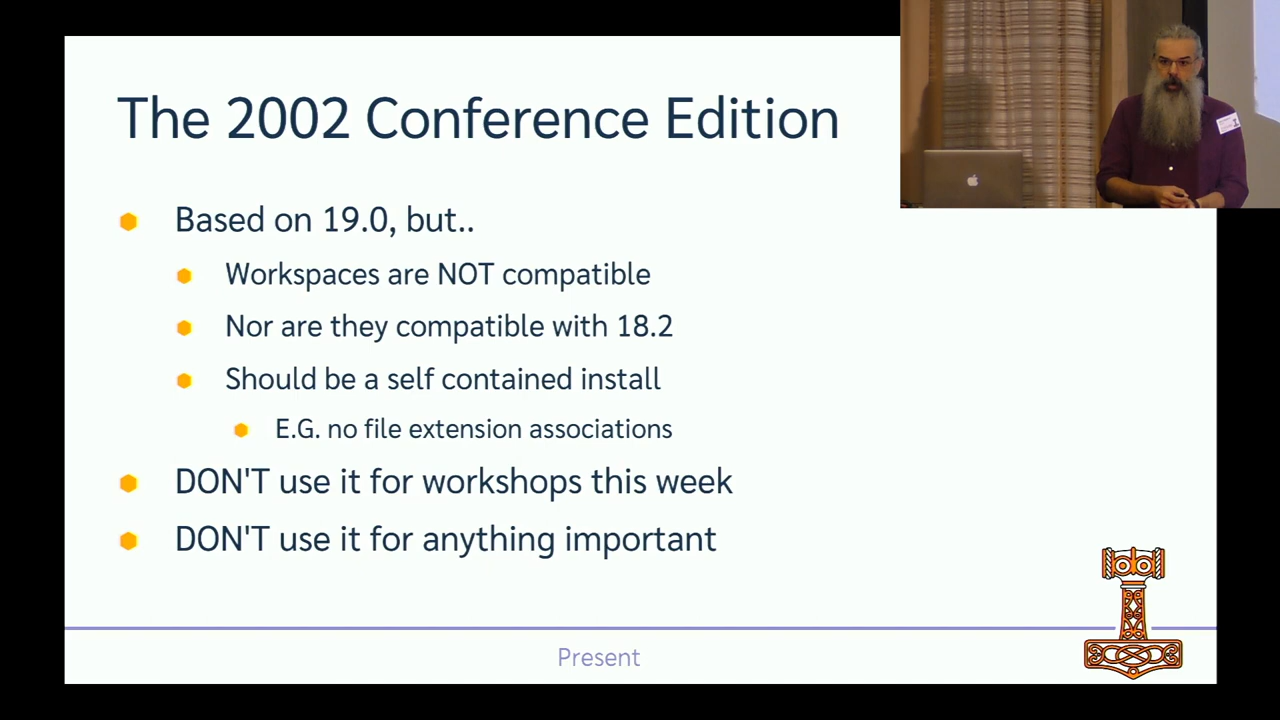 The 2002 Conference Edition
Based on 19.0, but..
Workspaces are NOT compatible
Nor are they compatible with 18.2
Should be a self contained install
E.G. no file extension associations
DON'T use it for workshops this week
DON'T use it for anything important
Present